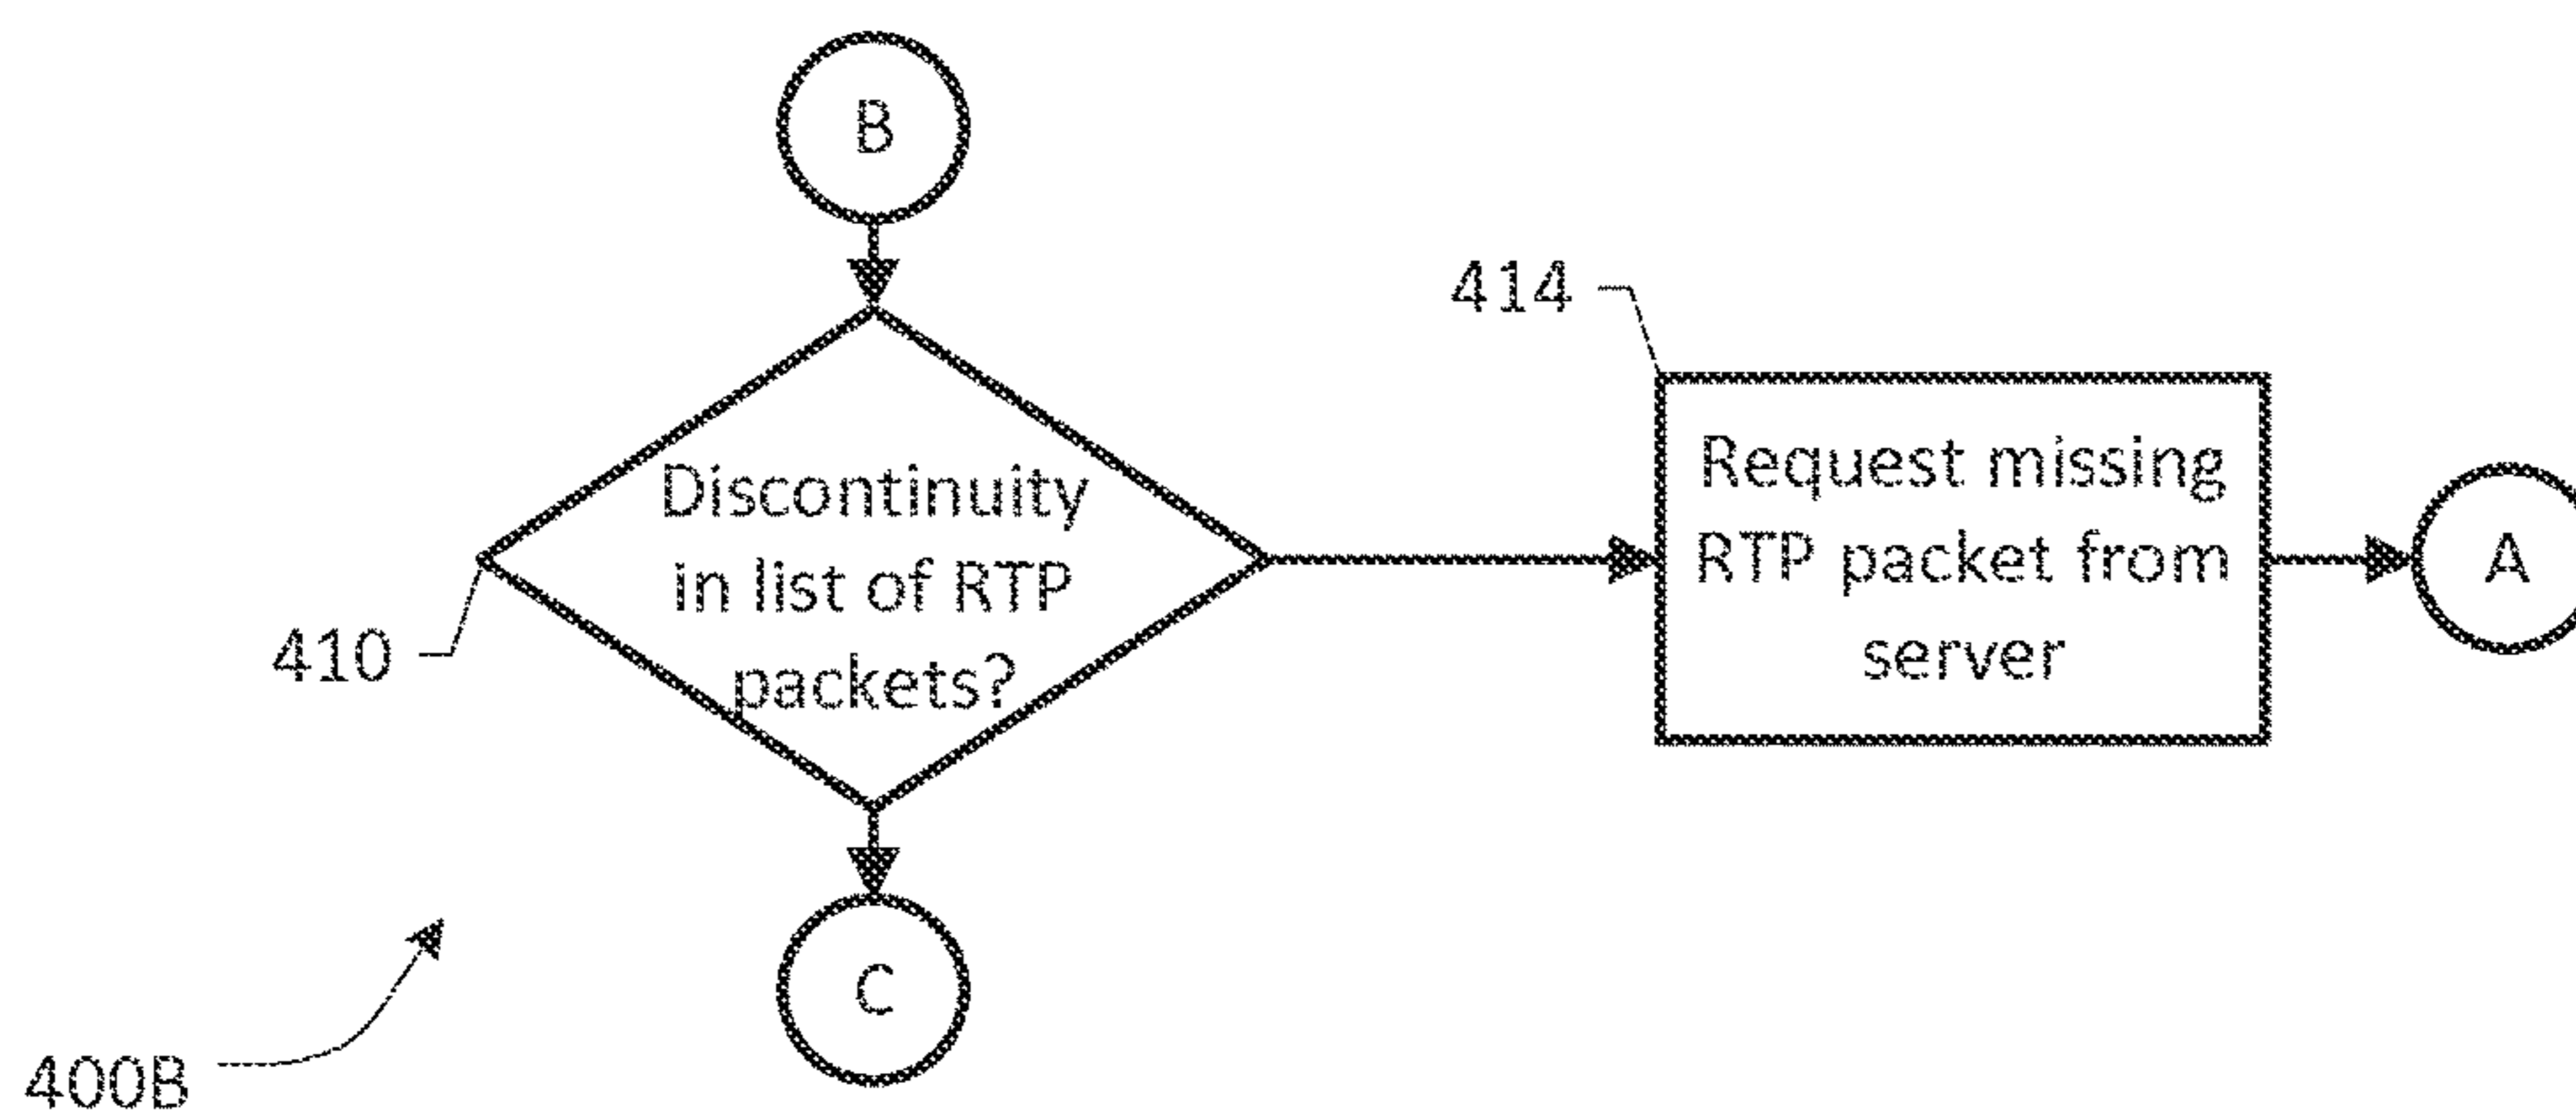 B
414
Discontinuity
in list of RTP
packets?
410
Request missing
RTP packet from
server
A
C
400B